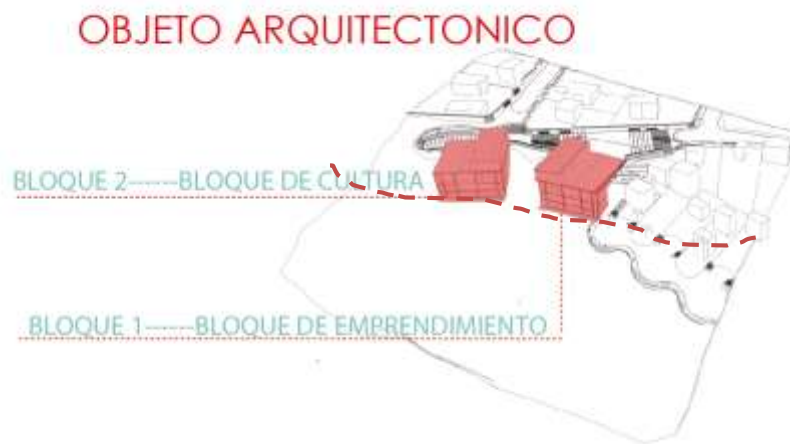 OBJETO ARQUITECTONICO
BLOQUE 2------BLOQUE DE CULTURA
BLOQUE 1------BLOQUE DE EMPRENDIMIENTO